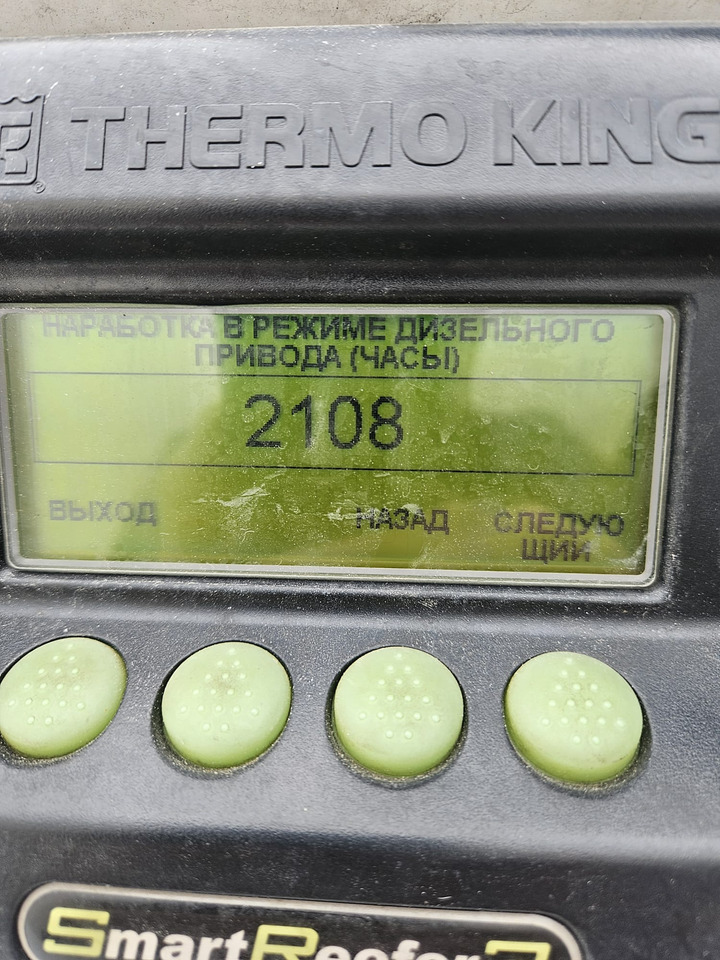 THERMO KING
НАРАБОТКА В РЕЖИМЕ ДИЗЕЛЬНОГО
ПРИВОДА (ЧАСЫ)
2108
ВЫХОД НАЗАД СЛЕДУЮ
ЩИЙ
SmartReefer